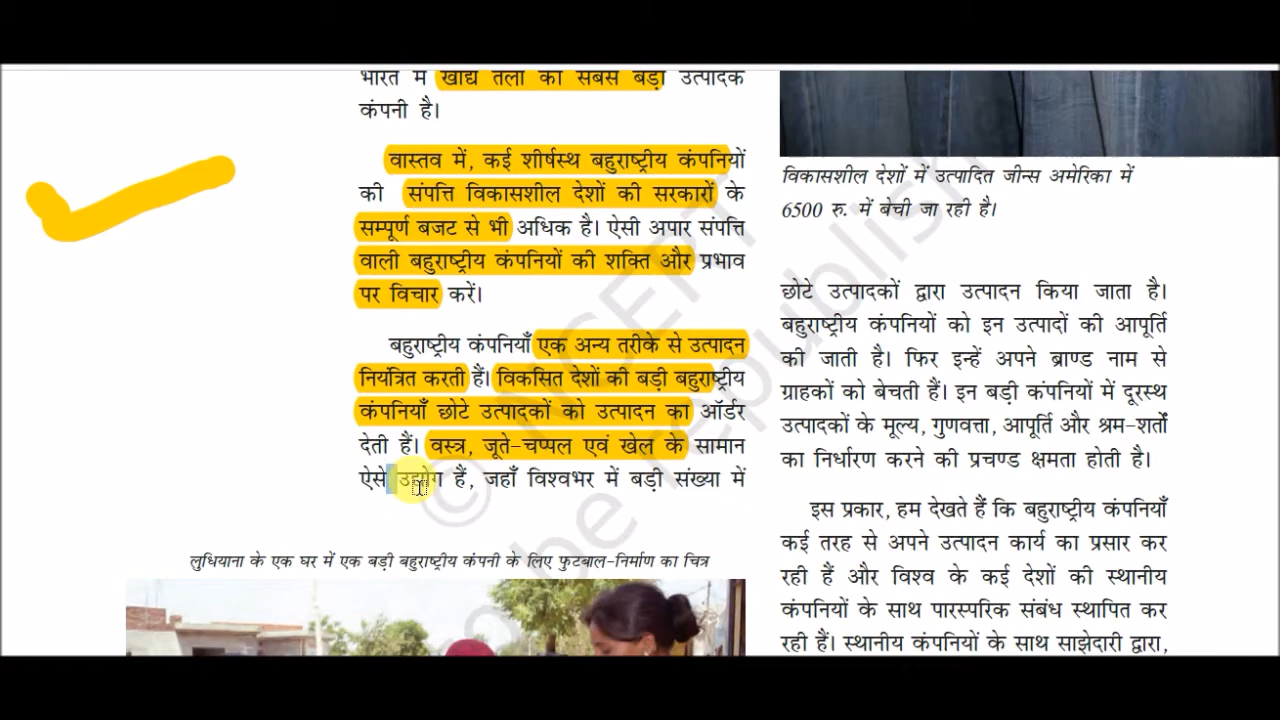 भारत में खाद्य तेलों की सबसे बड़ी उत्पादक
कंपनी है।
वास्तव में, कई शीर्षस्थ बहुराष्ट्रीय कंपनियों
की संपत्ति विकासशील देशों की सरकारों के
सम्पूर्ण बजट से भी अधिक है। ऐसी अपार संपत्ति
वाली बहुराष्ट्रीय कंपनियों की शक्ति और प्रभाव
पर विचार करें।
बहुराष्ट्रीय कंपनियाँ एक अन्य तरीके से उत्पादन
नियंत्रित करती हैं। विकसित देशों की बड़ी बहुराष्ट्रीय
कंपनियाँ छोटे उत्पादकों को उत्पादन का ऑर्डर
देती हैं। वस्त्र, जूते-चप्पल एवं खेल के सामान
ऐसे उद्योग हैं, जहाँ विश्वभर में बड़ी संख्या में
लुधियाना के एक घर में एक बड़ी बहुराष्ट्रीय कंपनी के लिए फुटबाल-निर्माण का चित्र
विकासशील देशों में उत्पादित जीन्स अमेरिका में
6500 रु. में बेची जा रही है।
छोटे उत्पादकों द्वारा उत्पादन किया जाता है।
बहुराष्ट्रीय कंपनियों को इन उत्पादों की आपूर्ति
की जाती है। फिर इन्हें अपने ब्राण्ड नाम से
ग्राहकों को बेचती हैं। इन बड़ी कंपनियों में दूरस्थ
उत्पादकों के मूल्य, गुणवत्ता, आपूर्ति और श्रम-शर्तों
का निर्धारण करने की प्रचण्ड क्षमता होती है।
इस प्रकार, हम देखते हैं कि बहुराष्ट्रीय कंपनियाँ
कई तरह से अपने उत्पादन कार्य का प्रसार कर
रही हैं और विश्व के कई देशों की स्थानीय
कंपनियों के साथ पारस्परिक संबंध स्थापित कर
रही हैं। स्थानीय कंपनियों के साथ साझेदारी द्वारा,
© NCERT
be republish